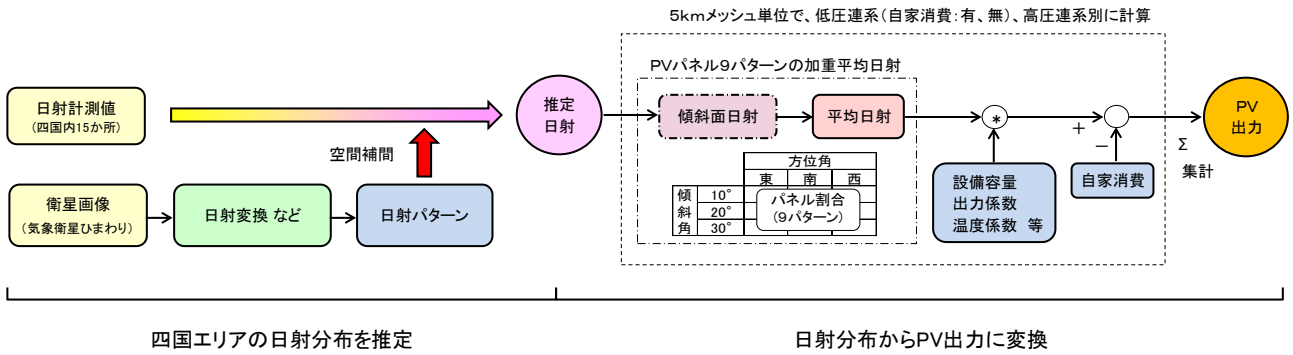 5kmメッシュ単位で、低圧連系(自家消費:有、無)、高圧連系別に計算
PVパネル9パターンの加重平均日射
日射計測値
(四国内15か所)
空間補間
衛星画像
(気象衛星ひまわり)
日射変換 など
日射パターン
推定
日射
傾斜面日射
平均日射
方位角
東 南 西
傾 10°
斜 20°
角 30°
パネル割合
(9パターン)
*
設備容量
出力係数
温度係数 等
+
−
自家消費
Σ
集計
PV
出力
四国エリアの日射分布を推定
日射分布からPV出力に変換